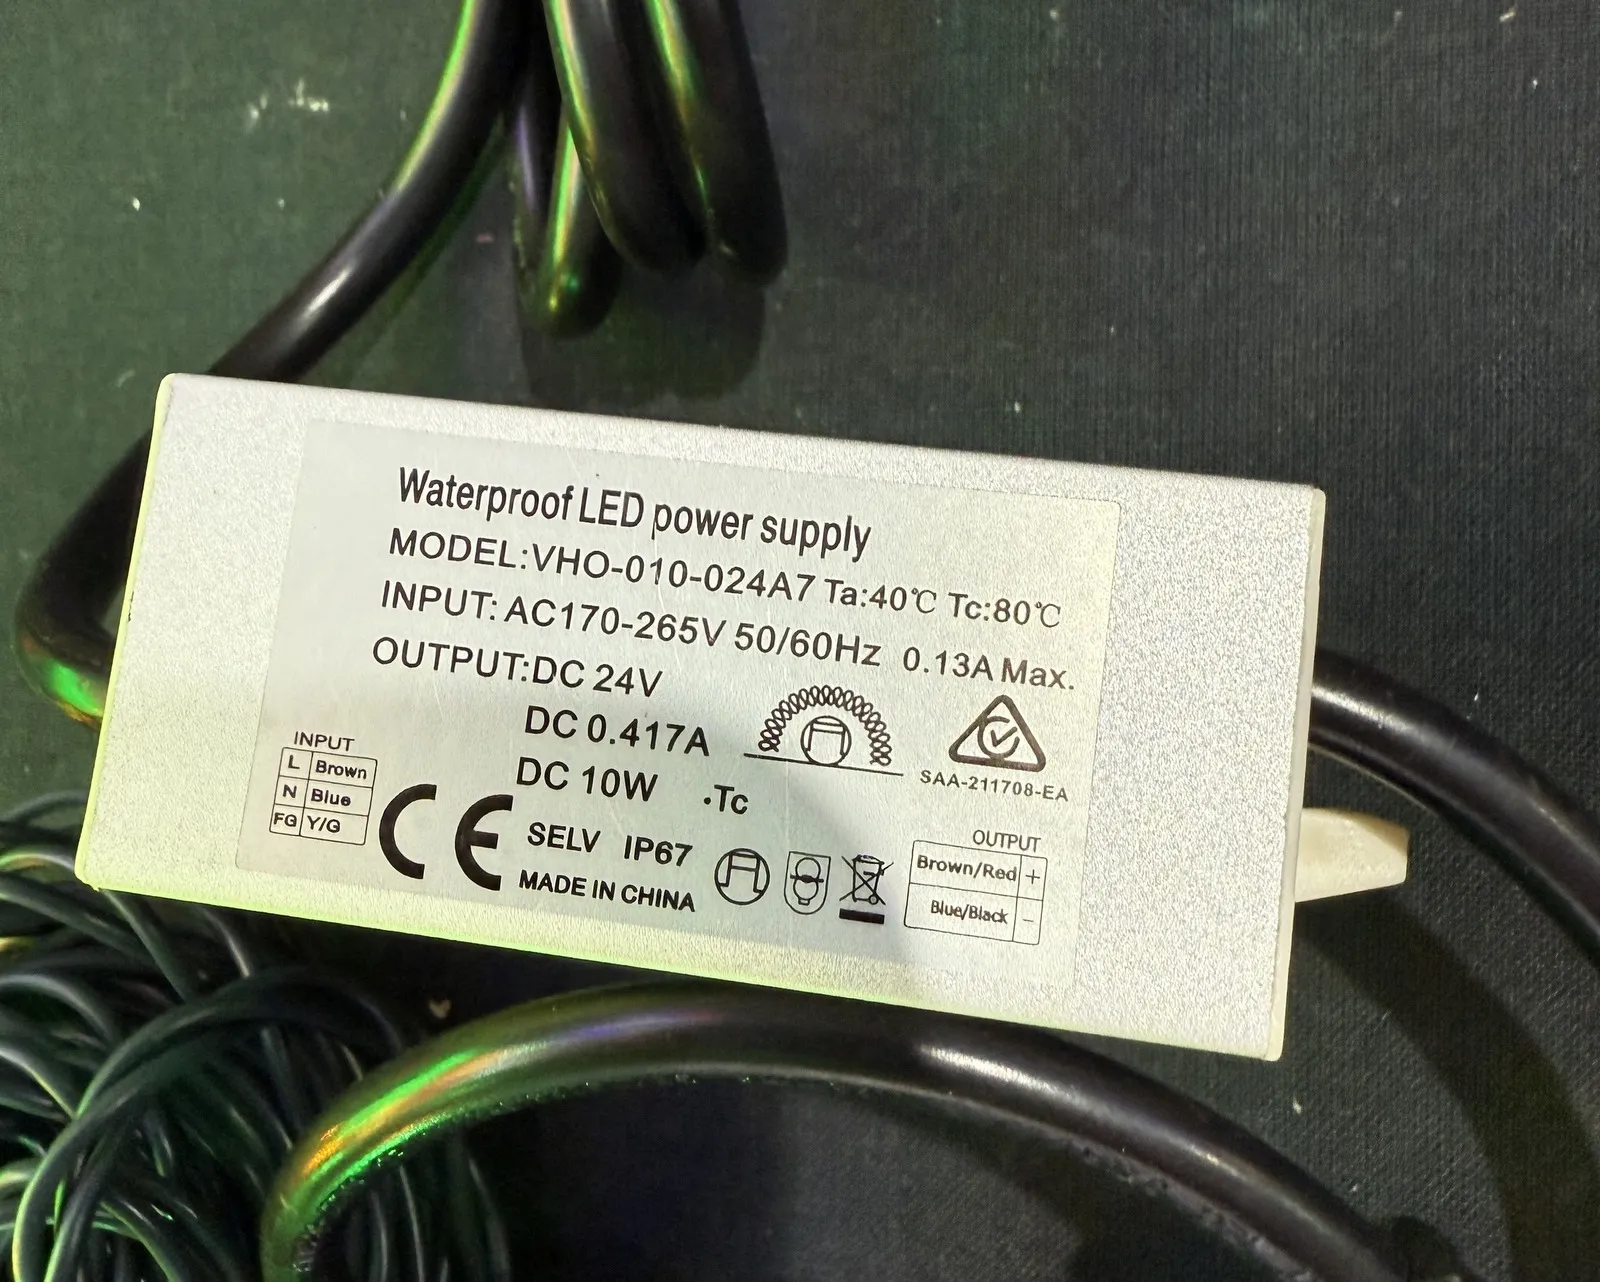 Waterproof LED power supply
MODEL:VHO-010-024A7 Ta:40℃ Tc:80℃
INPUT: AC170-265V 50/60Hz 0.13A Max.
OUTPUT:DC 24V
DC 0.417A
DC 10W
.Tc
SAA-211708-EA
INPUT
L Brown
N Blue
FG Y/G
CE
SELV IP67
MADE IN CHINA
OUTPUT
Brown/Red +
Blue/Black -